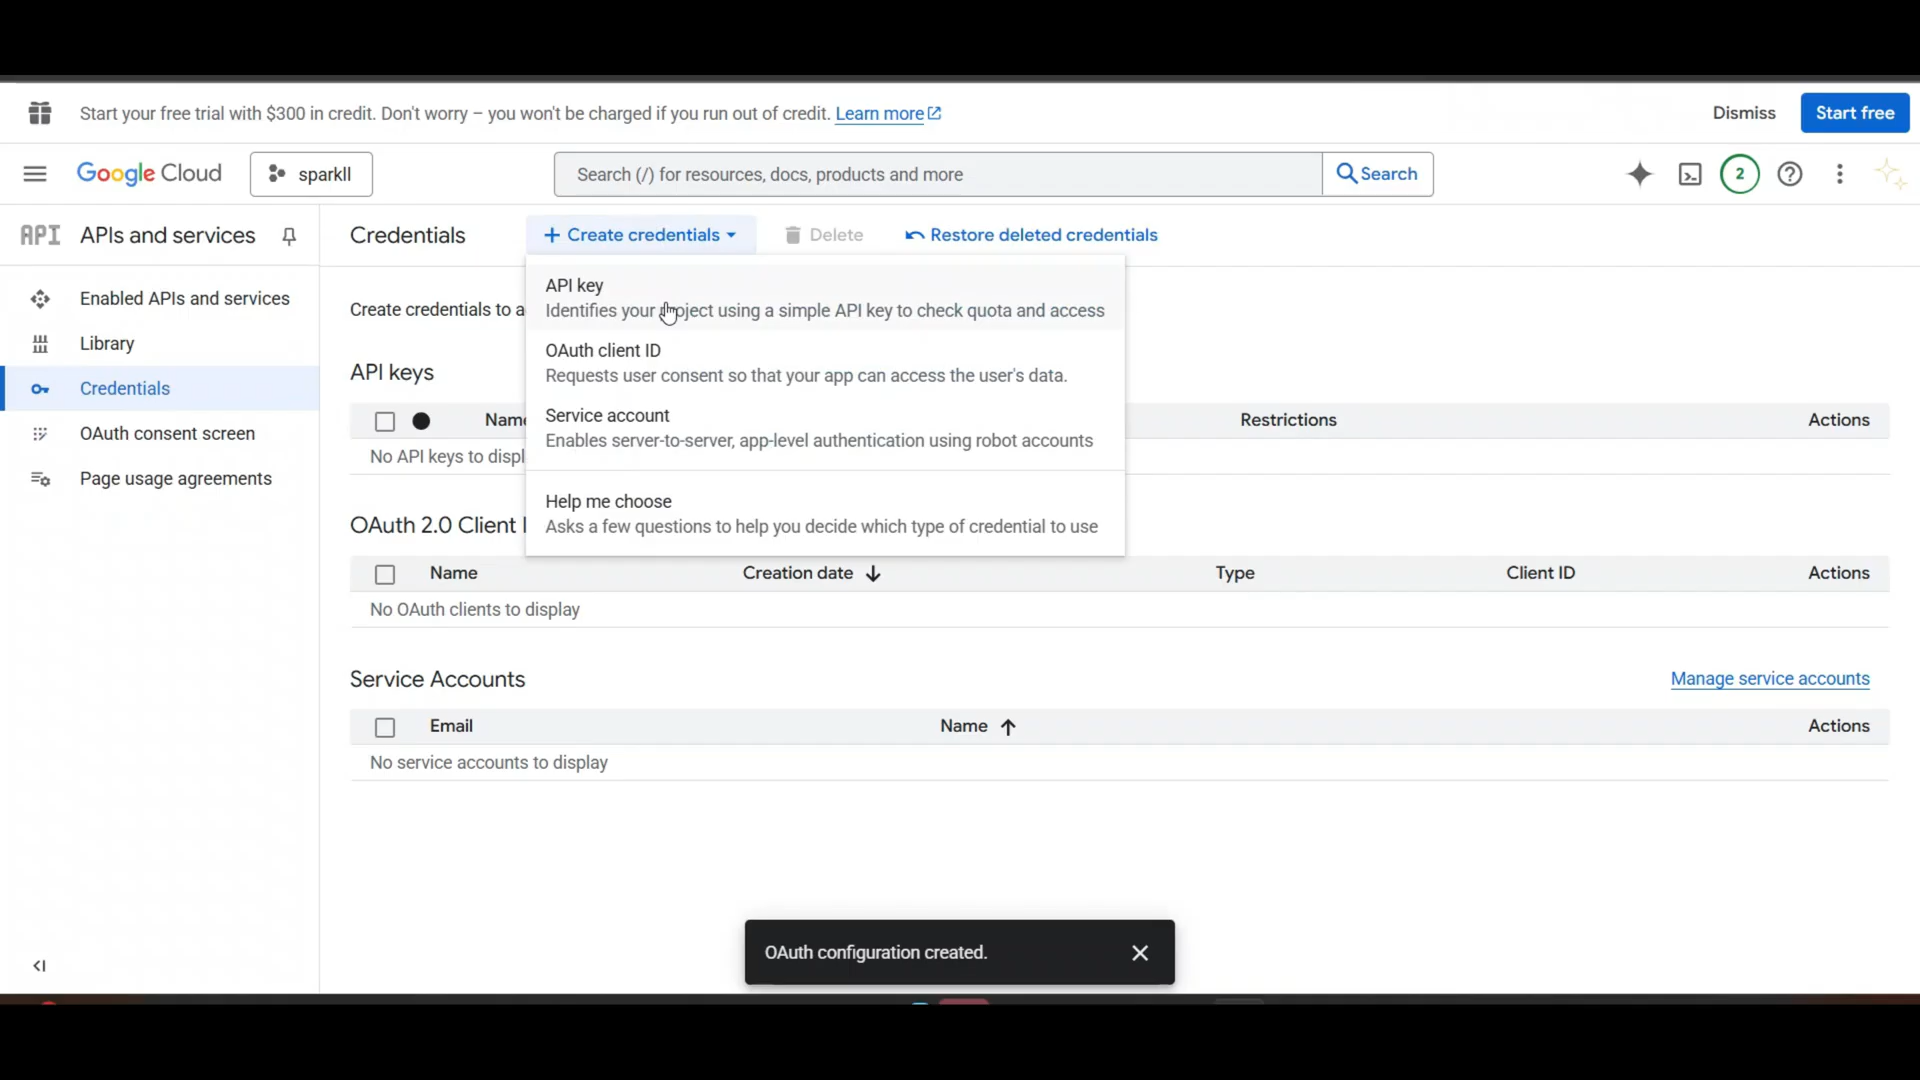 Start your free trial with $300 in credit. Don't worry – you won't be charged if you run out of credit. Learn more
Dismiss
Start free
Google Cloud
sparkll
Search (/) for resources, docs, products and more
Search
2
API
APIs and services
Credentials
+ Create credentials
Delete
Restore deleted credentials
Enabled APIs and services
Library
Credentials
OAuth consent screen
Page usage agreements
Create credentials to a
API key
Identifies your project using a simple API key to check quota and access
OAuth client ID
Requests user consent so that your app can access the user's data.
Service account
Enables server-to-server, app-level authentication using robot accounts
Help me choose
Asks a few questions to help you decide which type of credential to use
API keys
Name
Restrictions
Actions
No API keys to displ
OAuth 2.0 Client I
Name
Creation date
Type
Client ID
Actions
No OAuth clients to display
Service Accounts
Manage service accounts
Email
Name
Actions
No service accounts to display
OAuth configuration created.